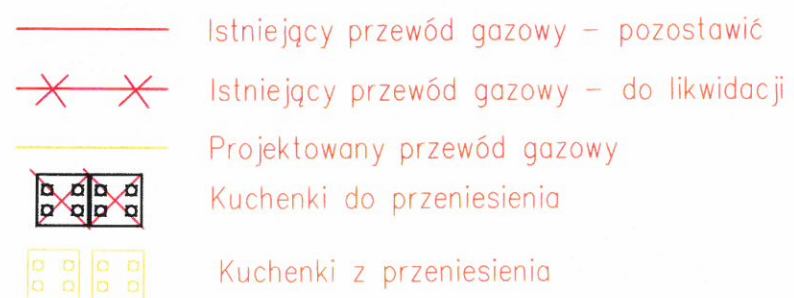 Istniejący przewód gazowy – pozostawić
Istniejący przewód gazowy – do likwidacji
Projektowany przewód gazowy
Kuchenki do przeniesienia
Kuchenki z przeniesienia